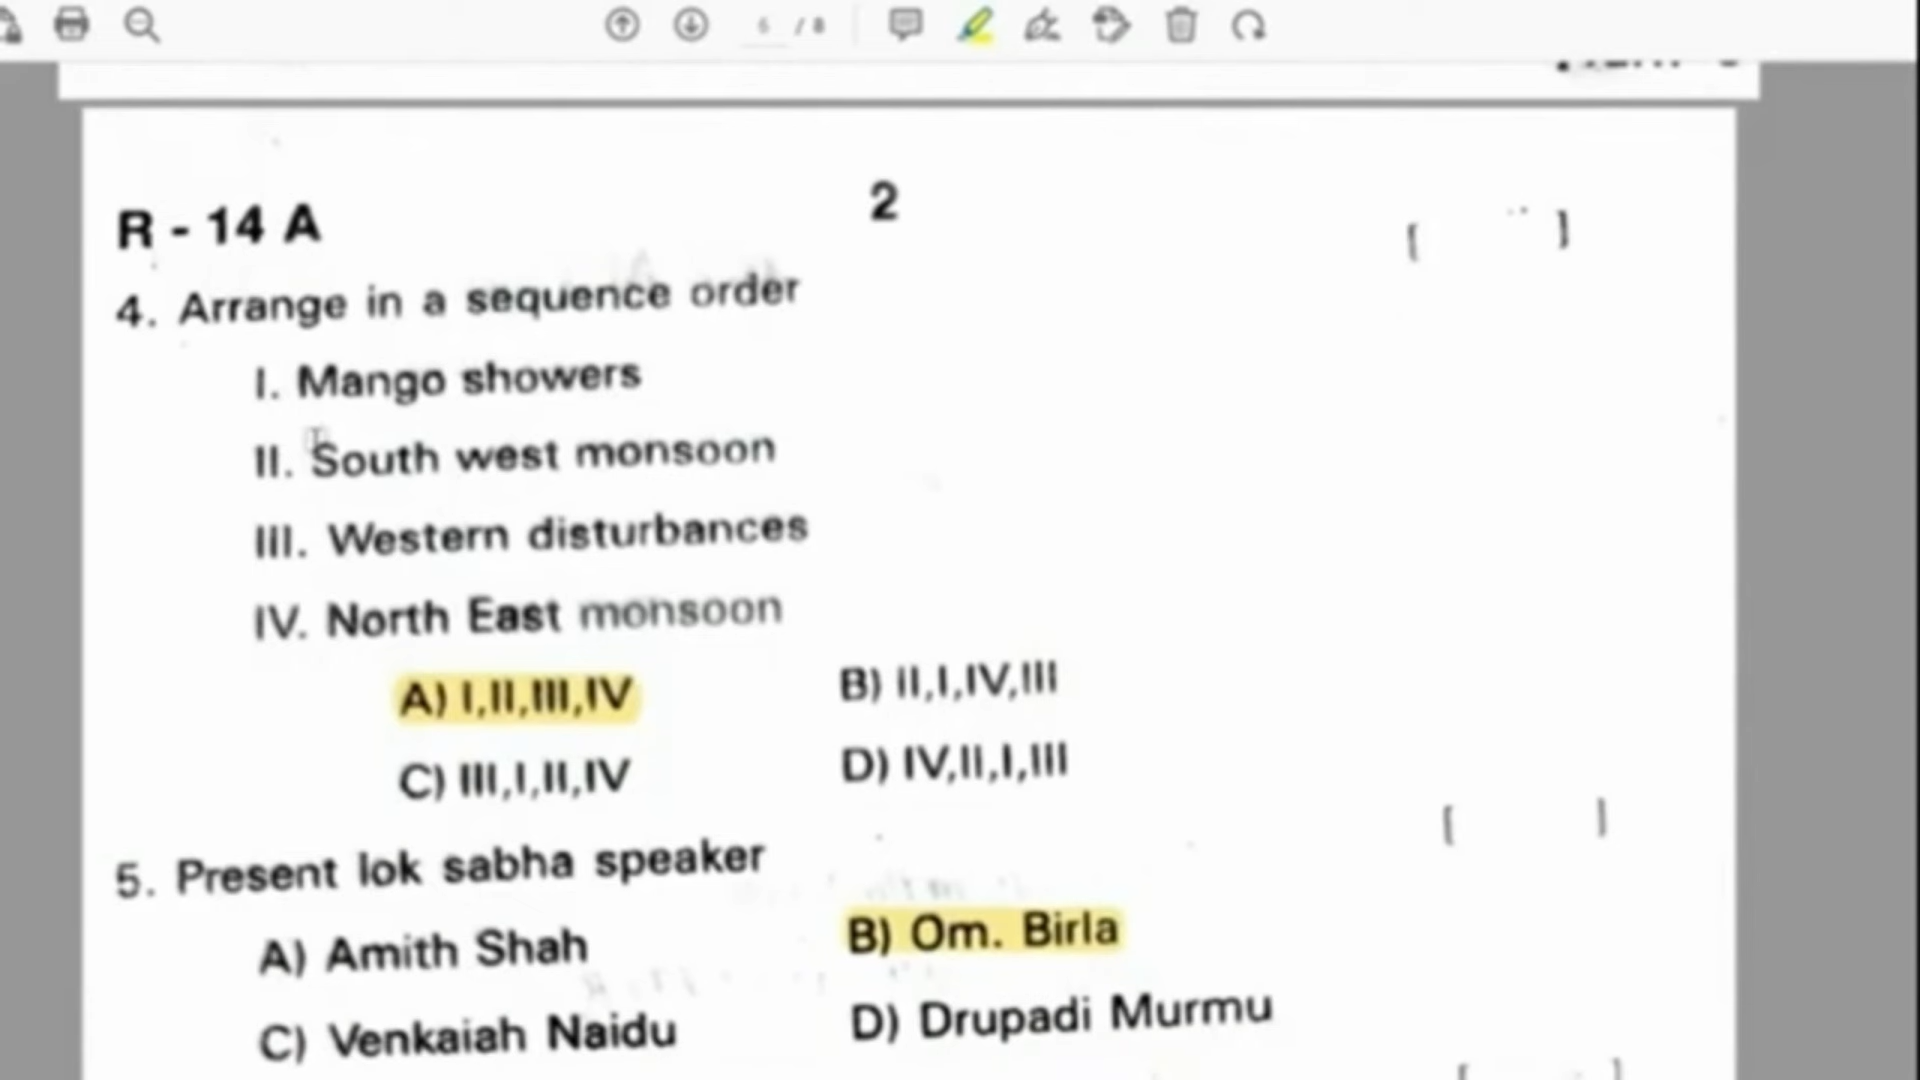 6 / 8
R - 14 A
2
[ ]
4. Arrange in a sequence order
I. Mango showers
II. South west monsoon
III. Western disturbances
IV. North East monsoon
A) I,II,III,IV B) II,I,IV,III
C) III,I,II,IV D) IV,II,I,III
[ ]
5. Present lok sabha speaker
A) Amith Shah B) Om. Birla
C) Venkaiah Naidu D) Drupadi Murmu
[ ]